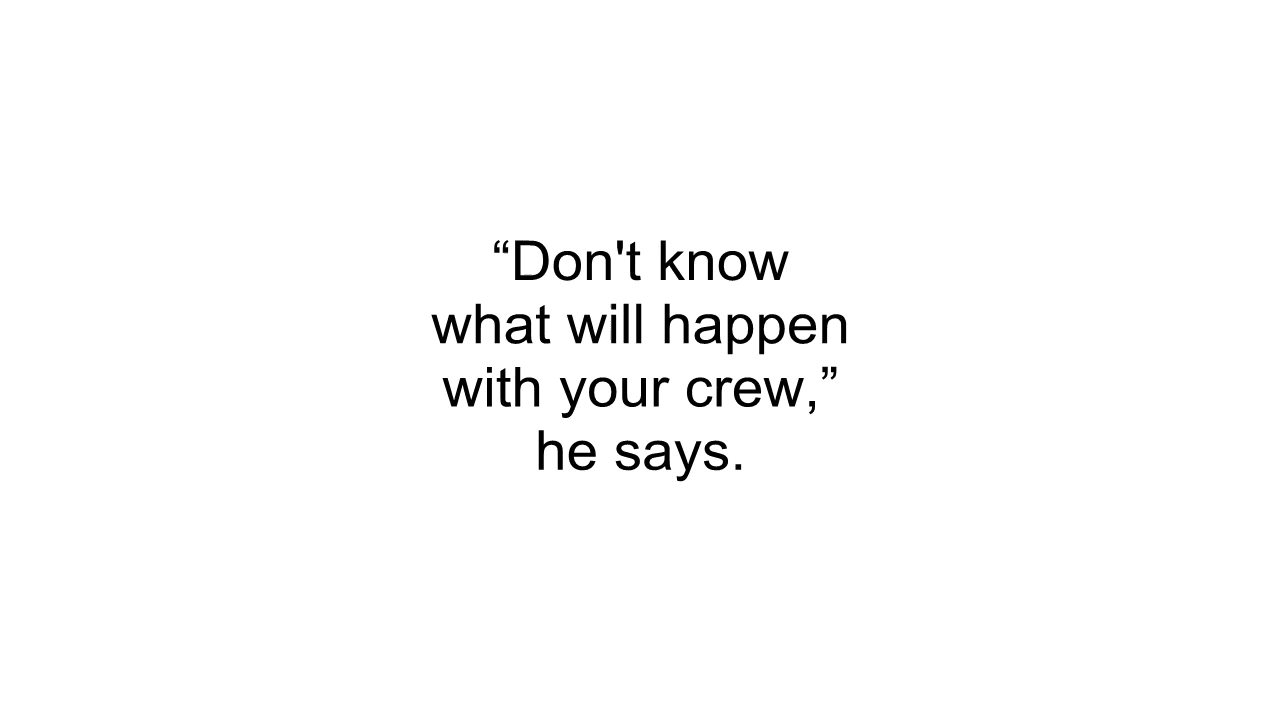 “Don't know
what will happen
with your crew,”
he says.